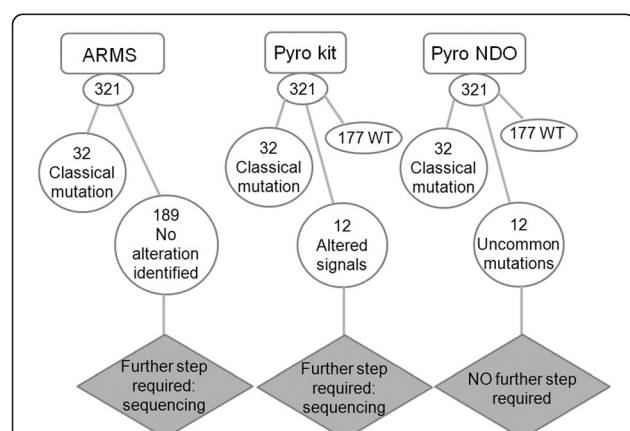 ARMS
321
32
Classical
mutation
189
No
alteration
identified
Further step
required:
sequencing
Pyro kit
321
177 WT
32
Classical
mutation
12
Altered
signals
Further step
required:
sequencing
Pyro NDO
321
177 WT
32
Classical
mutation
12
Uncommon
mutations
NO further step
required